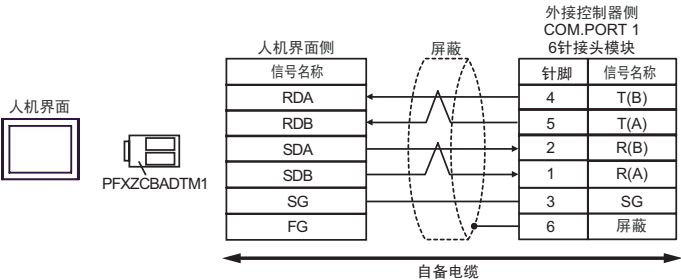 外接控制器侧
COM.PORT 1
6针接头模块
人机界面侧
屏蔽
信号名称
针脚 信号名称
RDA 4 T(B)
RDB 5 T(A)
SDA 2 R(B)
SDB 1 R(A)
SG 3 SG
FG 6 屏蔽
人机界面
PFXZCBADTM1
自备电缆